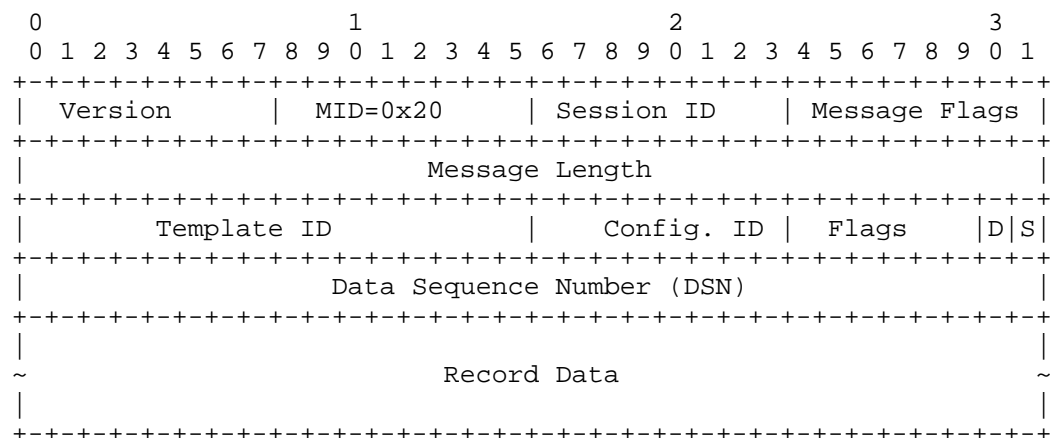 0                   1                   2                   3
 0 1 2 3 4 5 6 7 8 9 0 1 2 3 4 5 6 7 8 9 0 1 2 3 4 5 6 7 8 9 0 1
+-+-+-+-+-+-+-+-+-+-+-+-+-+-+-+-+-+-+-+-+-+-+-+-+-+-+-+-+-+-+-+-+
|  Version      |  MID=0x20     | Session ID    | Message Flags |
+-+-+-+-+-+-+-+-+-+-+-+-+-+-+-+-+-+-+-+-+-+-+-+-+-+-+-+-+-+-+-+-+
|                         Message Length                        |
+-+-+-+-+-+-+-+-+-+-+-+-+-+-+-+-+-+-+-+-+-+-+-+-+-+-+-+-+-+-+-+-+
|        Template ID            |    Config. ID |  Flags    |D|S|
+-+-+-+-+-+-+-+-+-+-+-+-+-+-+-+-+-+-+-+-+-+-+-+-+-+-+-+-+-+-+-+-+
|                   Data Sequence Number (DSN)                  |
+-+-+-+-+-+-+-+-+-+-+-+-+-+-+-+-+-+-+-+-+-+-+-+-+-+-+-+-+-+-+-+-+
|                                                               |
~                          Record Data                          ~
|                                                               |
+-+-+-+-+-+-+-+-+-+-+-+-+-+-+-+-+-+-+-+-+-+-+-+-+-+-+-+-+-+-+-+-+